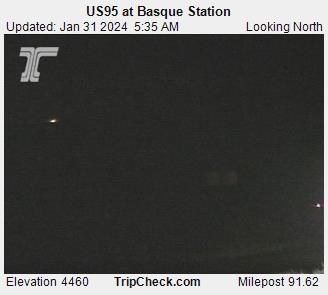 US95 at Basque Station
Updated: Jan 31 2024  5:35 AM Looking North
Elevation 4460 TripCheck.com Milepost 91.62